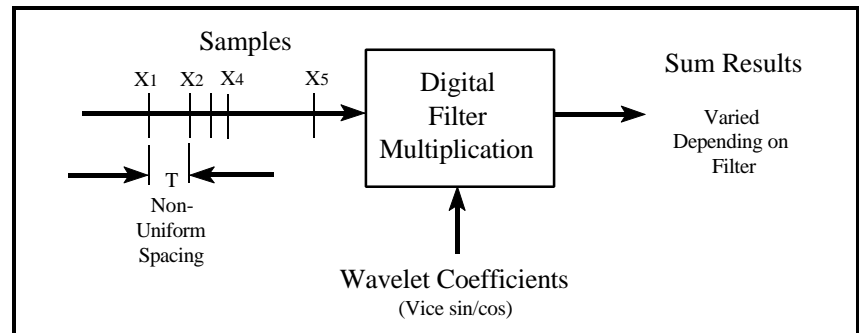 Samples
X1 X2 X4 X5
Digital
Filter
Multiplication
Sum Results
Varied
Depending on
Filter
T
Non-
Uniform
Spacing
Wavelet Coefficients
(Vice sin/cos)